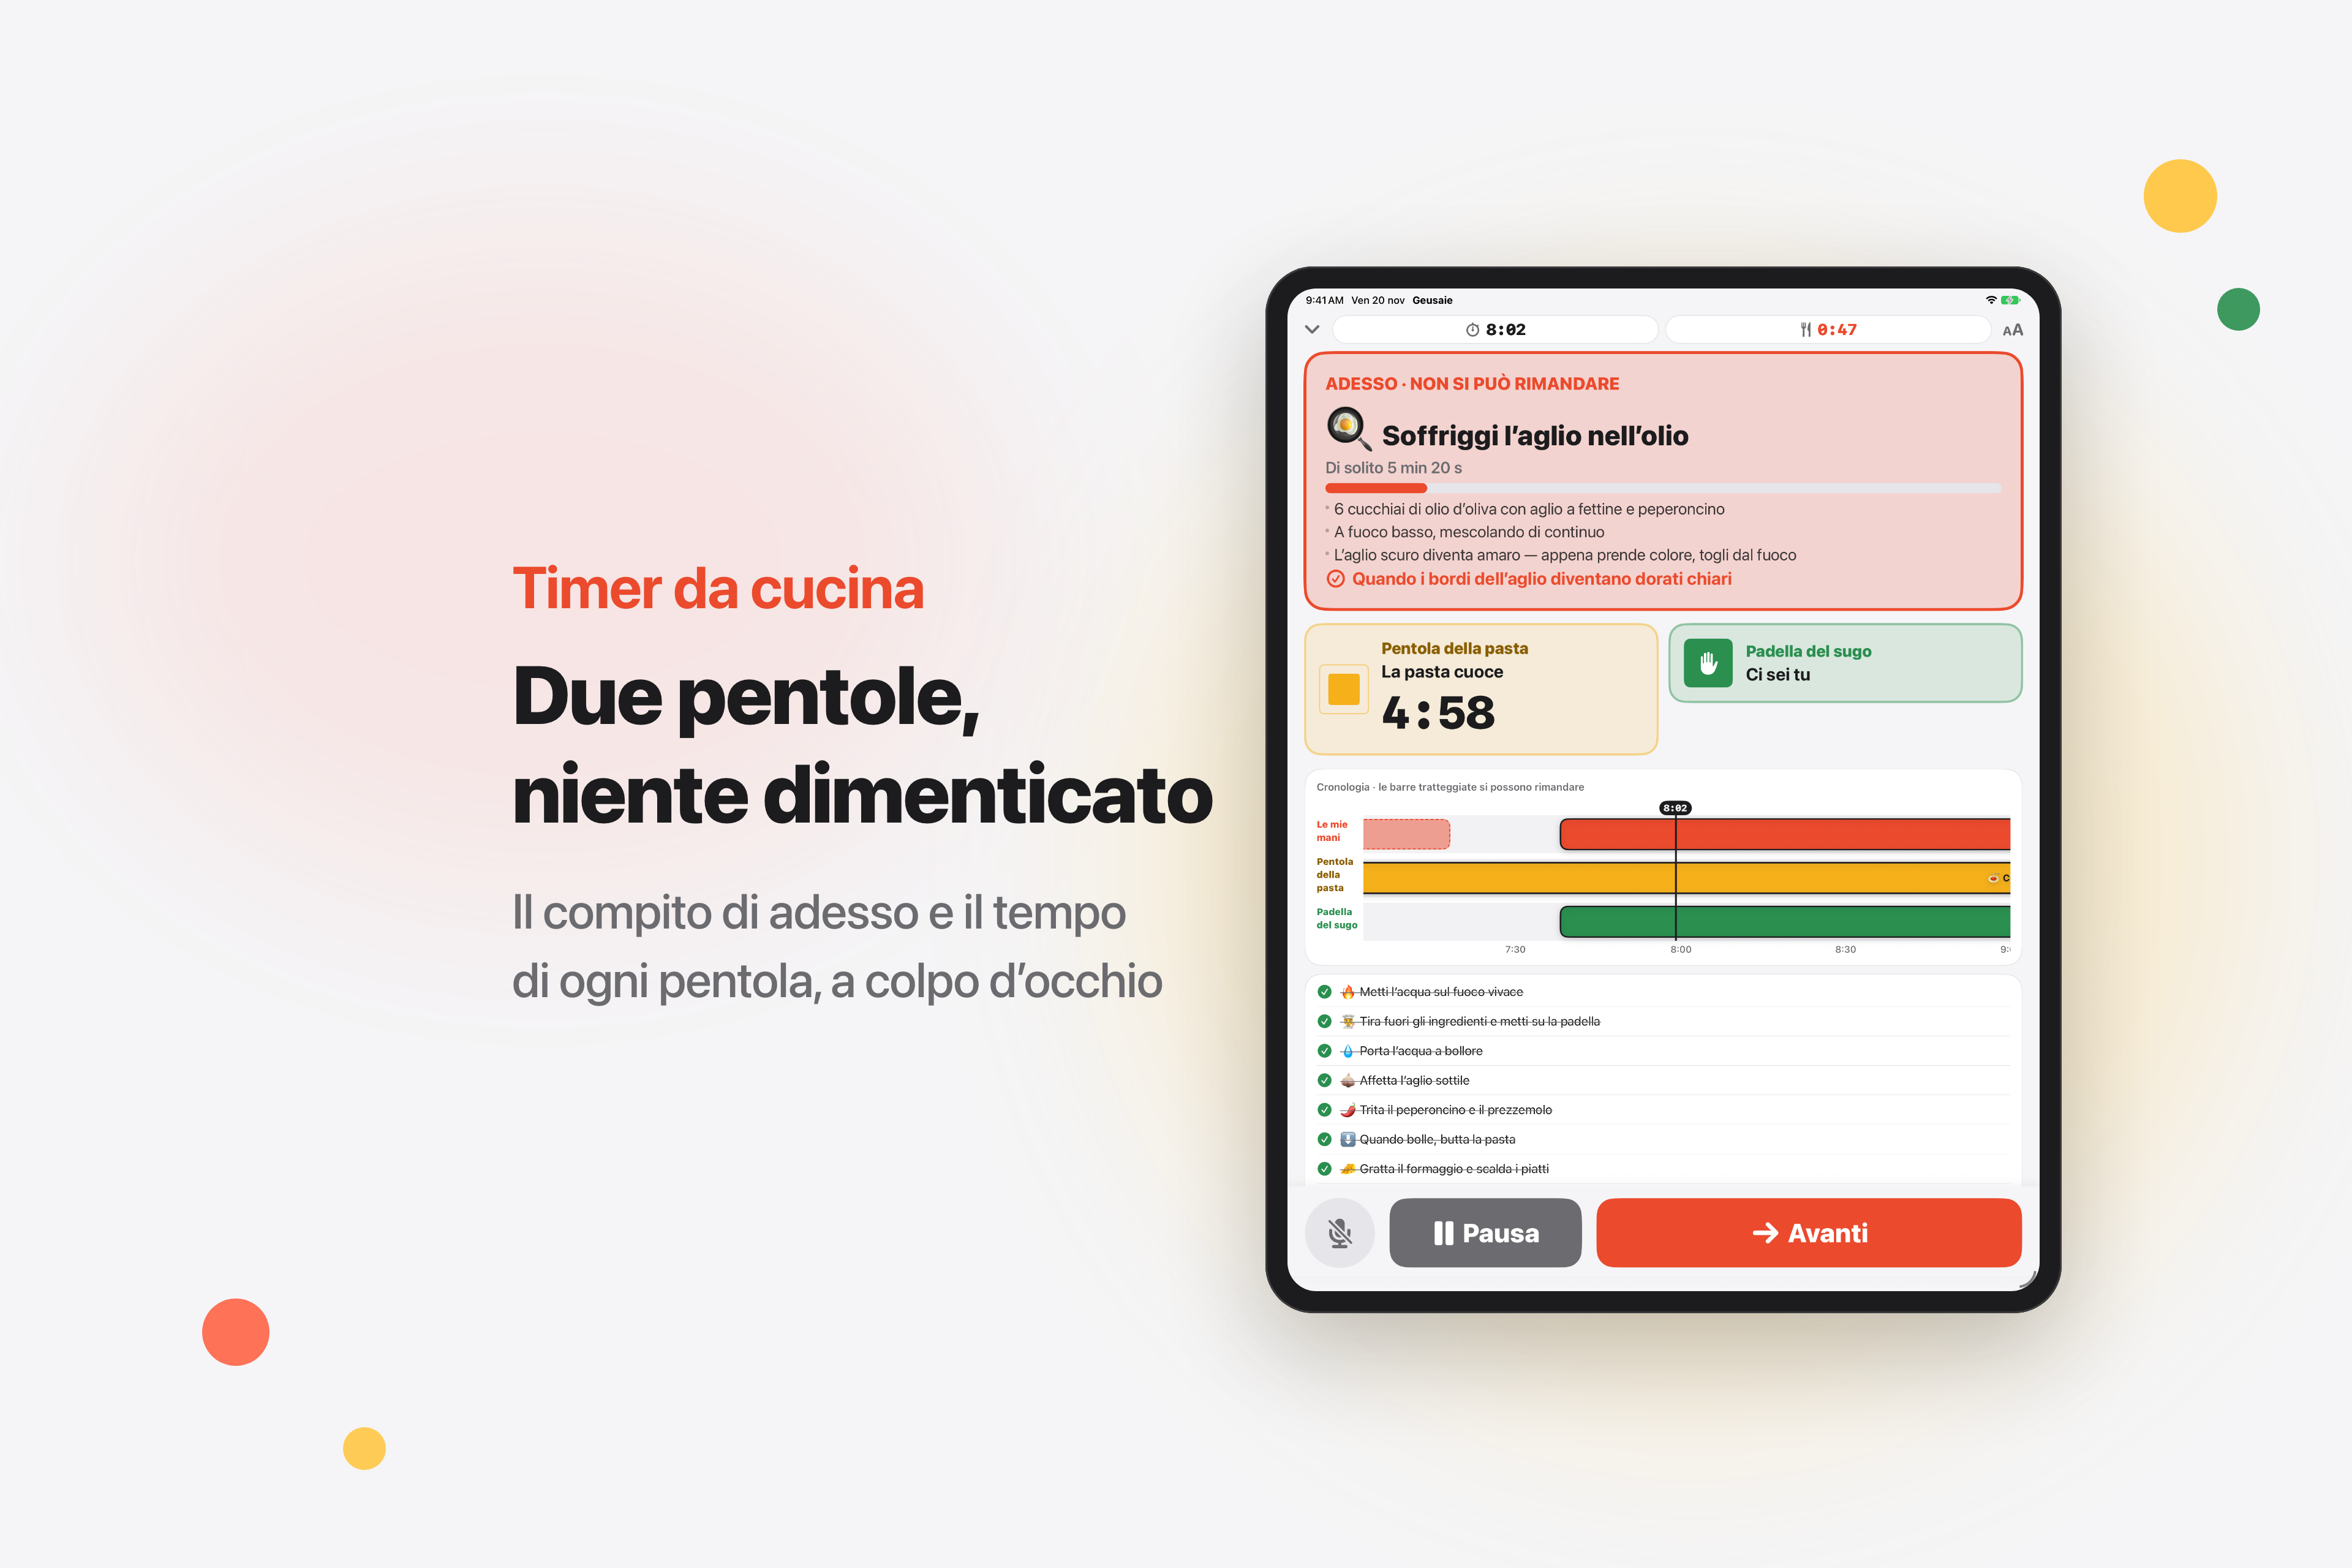 Timer da cucina
Due pentole,
niente dimenticato
Il compito di adesso e il tempo
di ogni pentola, a colpo d’occhio
9:41 AM Ven 20 nov Geusaie
8:02
0:47
AA
ADESSO · NON SI PUÒ RIMANDARE
Soffriggi l’aglio nell’olio
Di solito 5 min 20 s
• 6 cucchiai di olio d’oliva con aglio a fettine e peperoncino
• A fuoco basso, mescolando di continuo
• L’aglio scuro diventa amaro — appena prende colore, togli dal fuoco
Quando i bordi dell’aglio diventano dorati chiari
Pentola della pasta
La pasta cuoce
4:58
Padella del sugo
Ci sei tu
Cronologia · le barre tratteggiate si possono rimandare
8:02
Le mie
mani
Pentola
della
pasta
C
Padella
del sugo
7:30 8:00 8:30 9:
Metti l’acqua sul fuoco vivace
Tira fuori gli ingredienti e metti su la padella
Porta l’acqua a bollore
Affetta l’aglio sottile
Trita il peperoncino e il prezzemolo
Quando bolle, butta la pasta
Gratta il formaggio e scalda i piatti
Pausa
Avanti